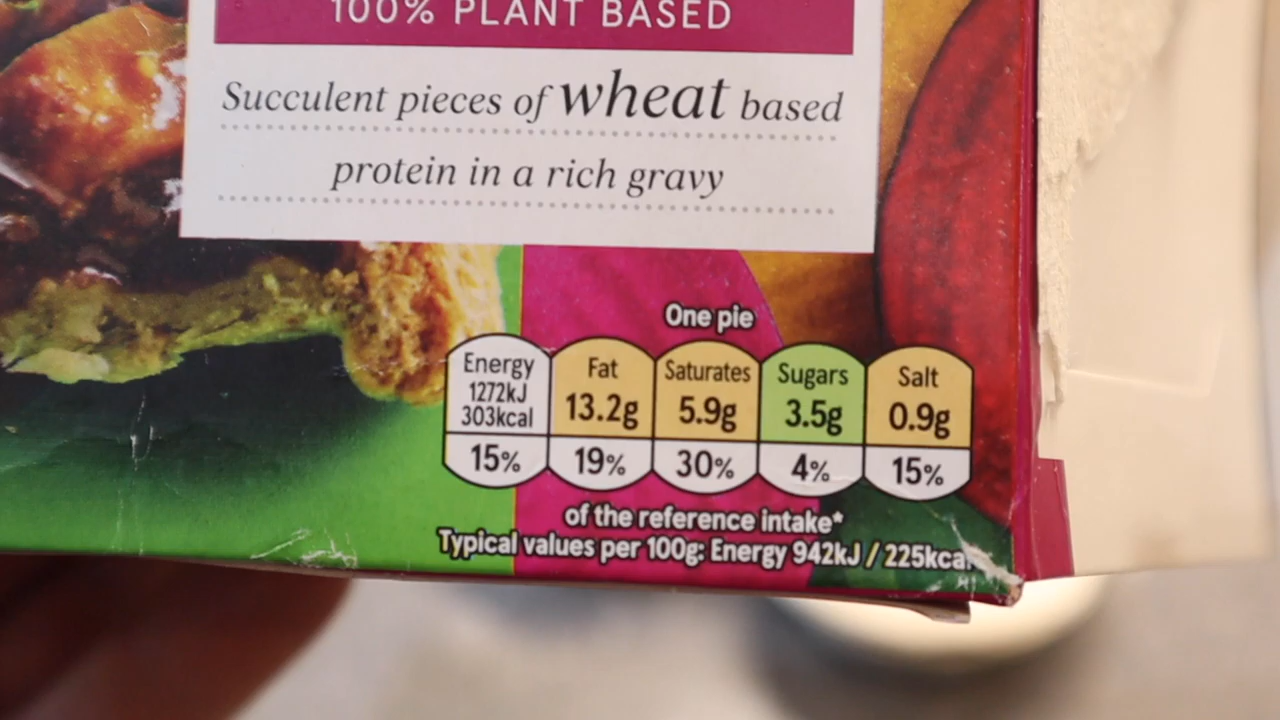 100% PLANT BASED
Succulent pieces of wheat based
protein in a rich gravy
One pie
Energy Fat Saturates Sugars Salt
1272kJ
303kcal 13.2g 5.9g 3.5g 0.9g
15% 19% 30% 4% 15%
of the reference intake*
Typical values per 100g: Energy 942kJ / 225kcal